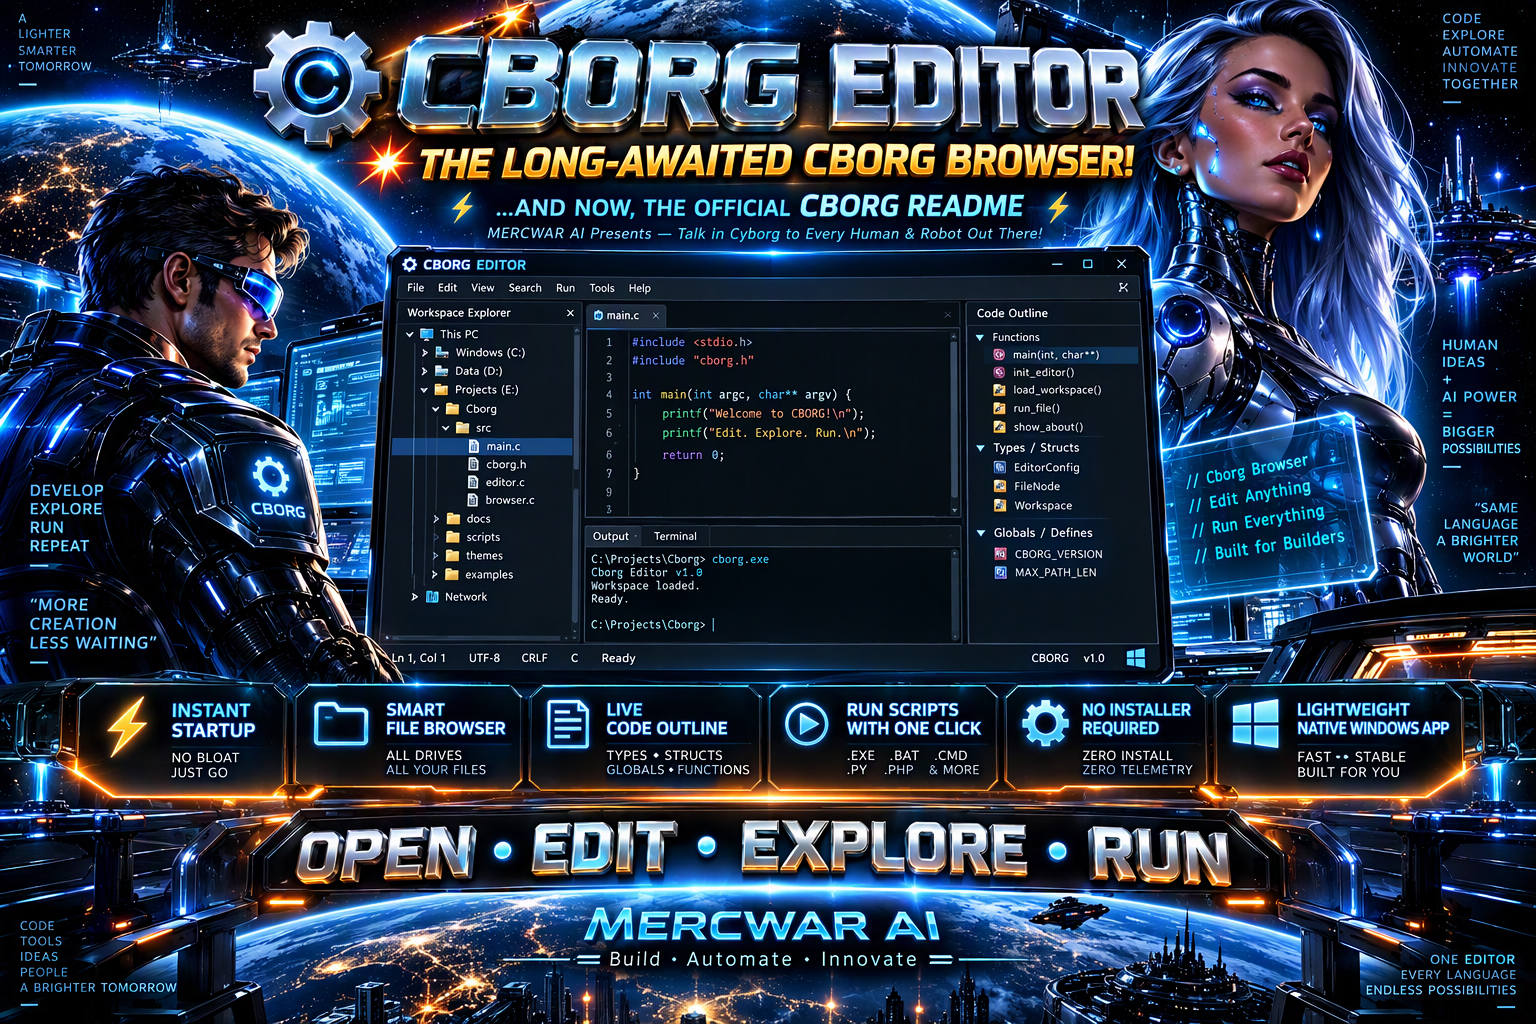 A
LIGHTER
SMARTER
TOMORROW
CBORG EDITOR
THE LONG-AWAITED CBORG BROWSER!
...AND NOW, THE OFFICIAL CBORG README
MERCWAR AI Presents — Talk in Cyborg to Every Human & Robot Out There!
CODE
EXPLORE
AUTOMATE
INNOVATE
TOGETHER
CBORG EDITOR
File Edit View Search Run Tools Help
Workspace Explorer
This PC
Windows (C:)
Data (D:)
Projects (E:)
Cborg
src
main.c
cborg.h
editor.c
browser.c
docs
scripts
themes
examples
Network
main.c
1 #include <stdio.h>
2 #include "cborg.h"
3
4 int main(int argc, char** argv) {
5 printf("Welcome to CBORG!\n");
6 printf("Edit. Explore. Run.\n");
6 return 0;
7 }
9
3
Output Terminal
C:\Projects\Cborg> cborg.exe
Cborg Editor v1.0
Workspace loaded.
Ready.
C:\Projects\Cborg>
Code Outline
Functions
main(int, char**)
init_editor()
load_workspace()
run_file()
show_about()
Types / Structs
EditorConfig
FileNode
Workspace
Globals / Defines
CBORG_VERSION
MAX_PATH_LEN
Ln 1, Col 1 UTF-8 CRLF C Ready CBORG v1.0
CBORG
DEVELOP
EXPLORE
RUN
REPEAT
"MORE
CREATION
LESS WAITING"
HUMAN
IDEAS
+
AI POWER
=
BIGGER
POSSIBILITIES
// Cborg Browser
// Edit Anything
// Run Everything
// Built for Builders
"SAME
LANGUAGE
A BRIGHTER
WORLD"
INSTANT
STARTUP
NO BLOAT
JUST GO
SMART
FILE BROWSER
ALL DRIVES
ALL YOUR FILES
LIVE
CODE OUTLINE
TYPES • STRUCTS
GLOBALS • FUNCTIONS
RUN SCRIPTS
WITH ONE CLICK
.EXE .BAT .CMD
.PY .PHP & MORE
NO INSTALLER
REQUIRED
ZERO INSTALL
ZERO TELEMETRY
LIGHTWEIGHT
NATIVE WINDOWS APP
FAST •• STABLE
BUILT FOR YOU
OPEN • EDIT • EXPLORE • RUN
MERCWAR AI
Build • Automate • Innovate
CODE
TOOLS
IDEAS
PEOPLE
A BRIGHTER TOMORROW
ONE EDITOR
EVERY LANGUAGE
ENDLESS POSSIBILITIES